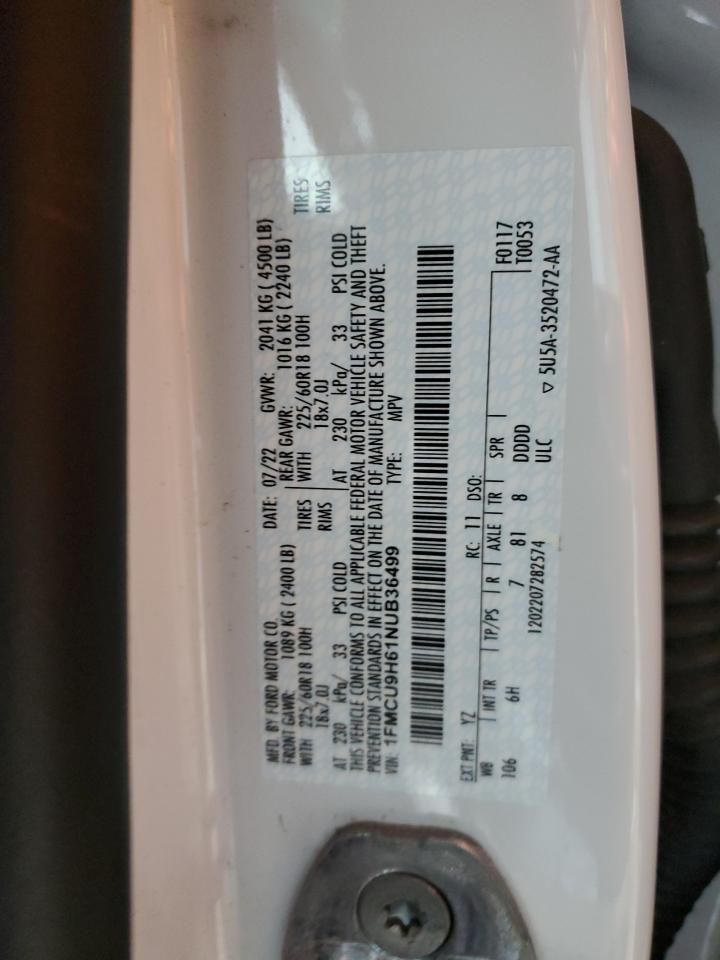 MFD. BY FORD MOTOR CO. DATE: 07/22 GVWR: 2041 KG ( 4500 LB)
FRONT GAWR: 1089 KG ( 2400 LB) REAR GAWR: 1016 KG ( 2240 LB)
WITH 225/60R18 100H TIRES WITH 225/60R18 100H TIRES
18x7.0J RIMS 18x7.0J RIMS
AT 230 kPa/ 33 PSI COLD AT 230 kPa/ 33 PSI COLD
THIS VEHICLE CONFORMS TO ALL APPLICABLE FEDERAL MOTOR VEHICLE SAFETY AND THEFT
PREVENTION STANDARDS IN EFFECT ON THE DATE OF MANUFACTURE SHOWN ABOVE.
VIN: 1FMCU9H61NUB36499 TYPE: MPV
EXT PNT: YZ RC: 11 DSO:
WB INT TR TP/PS R AXLE TR SPR F0117
106 6H 7 81 8 DDDD T0053
1202207282574 ULC ▽ 5U5A-3520472-AA